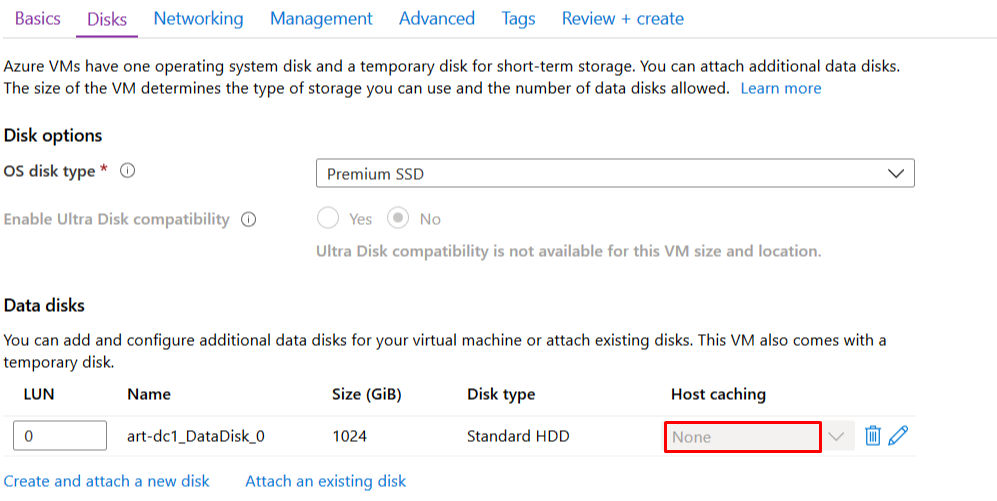 Basics Disks Networking Management Advanced Tags Review + create
Azure VMs have one operating system disk and a temporary disk for short-term storage. You can attach additional data disks.
The size of the VM determines the type of storage you can use and the number of data disks allowed. Learn more
Disk options
OS disk type * Premium SSD
Enable Ultra Disk compatibility Yes No
Ultra Disk compatibility is not available for this VM size and location.
Data disks
You can add and configure additional data disks for your virtual machine or attach existing disks. This VM also comes with a
temporary disk.
LUN Name Size (GiB) Disk type Host caching
0 art-dc1_DataDisk_0 1024 Standard HDD None
Create and attach a new disk Attach an existing disk